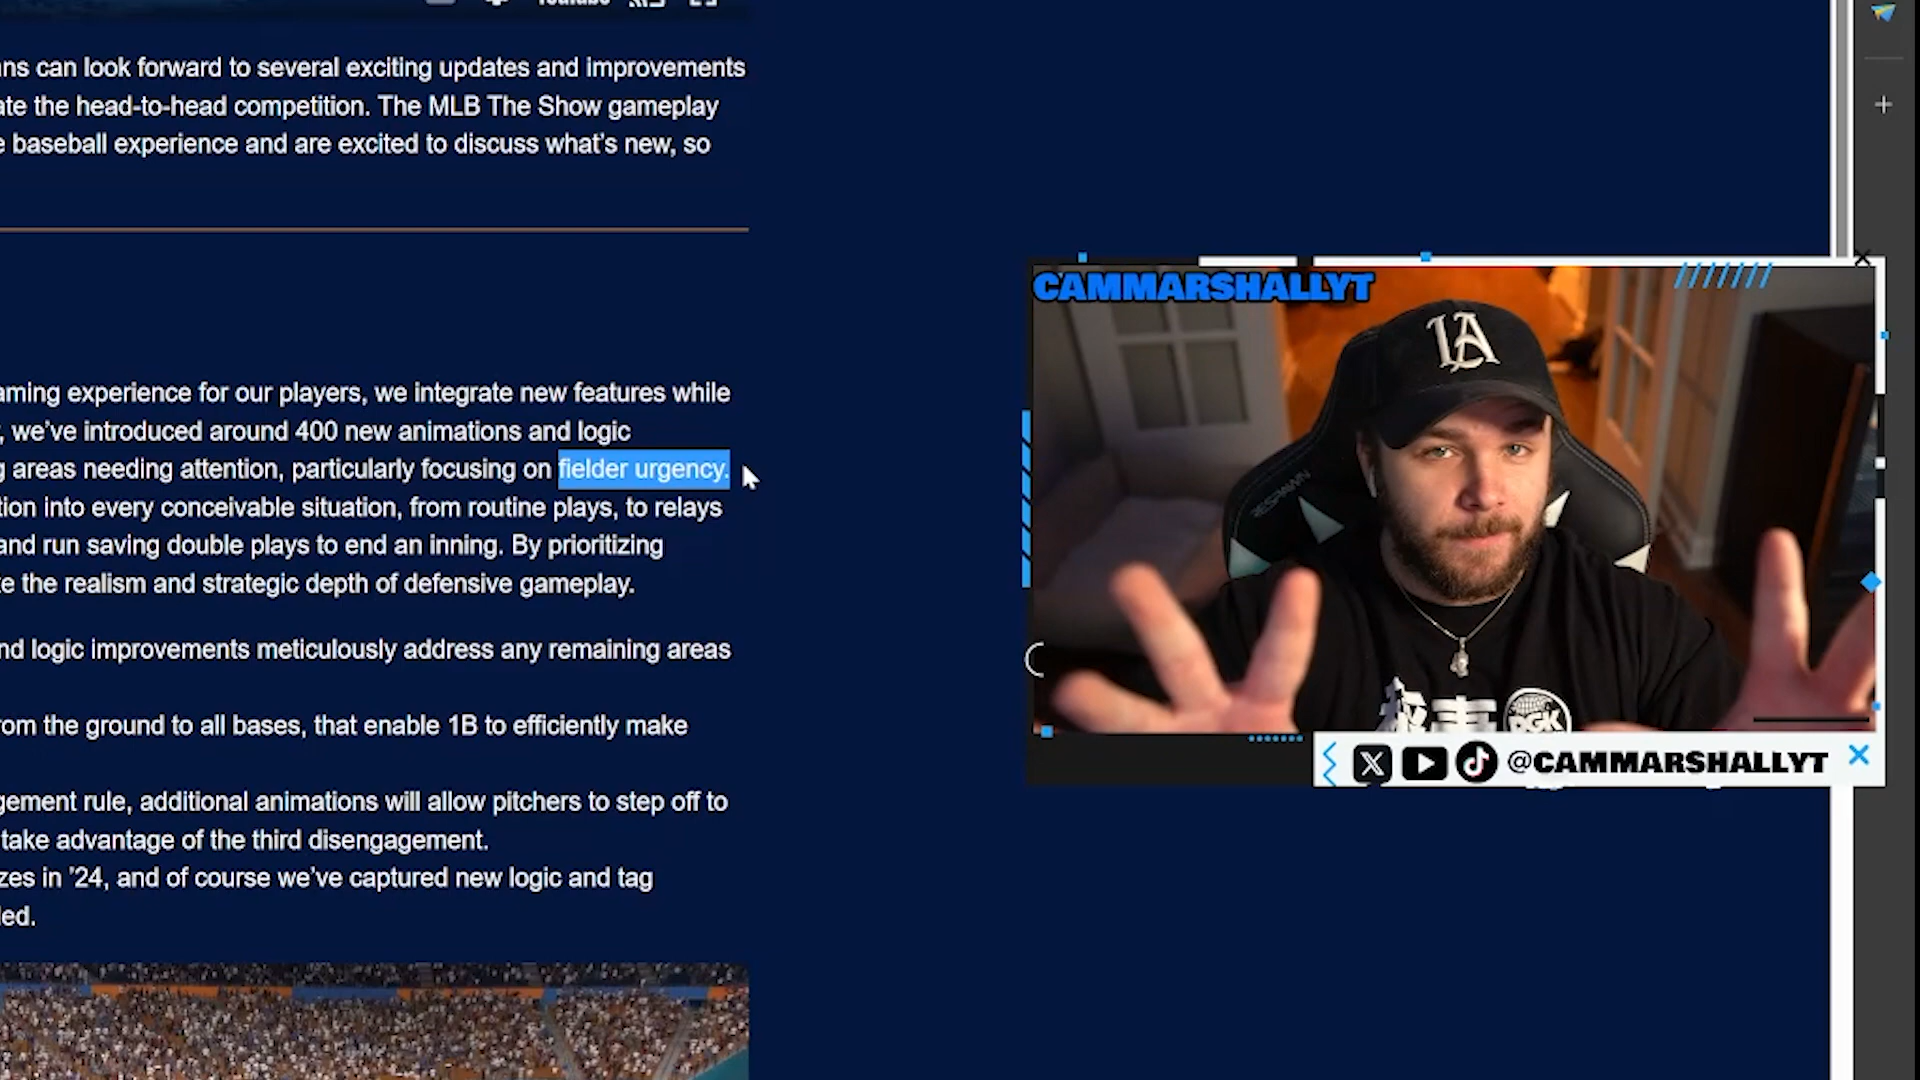 YouTube
ns can look forward to several exciting updates and improvements
ate the head-to-head competition. The MLB The Show gameplay
e baseball experience and are excited to discuss what's new, so
aming experience for our players, we integrate new features while
, we've introduced around 400 new animations and logic
g areas needing attention, particularly focusing on fielder urgency.
tion into every conceivable situation, from routine plays, to relays
and run saving double plays to end an inning. By prioritizing
te the realism and strategic depth of defensive gameplay.
nd logic improvements meticulously address any remaining areas
rom the ground to all bases, that enable 1B to efficiently make
gement rule, additional animations will allow pitchers to step off to
take advantage of the third disengagement.
zes in '24, and of course we've captured new logic and tag
led.
CAMMARSHALLYT
LA
RESPAWN
DGK
@CAMMARSHALLYT